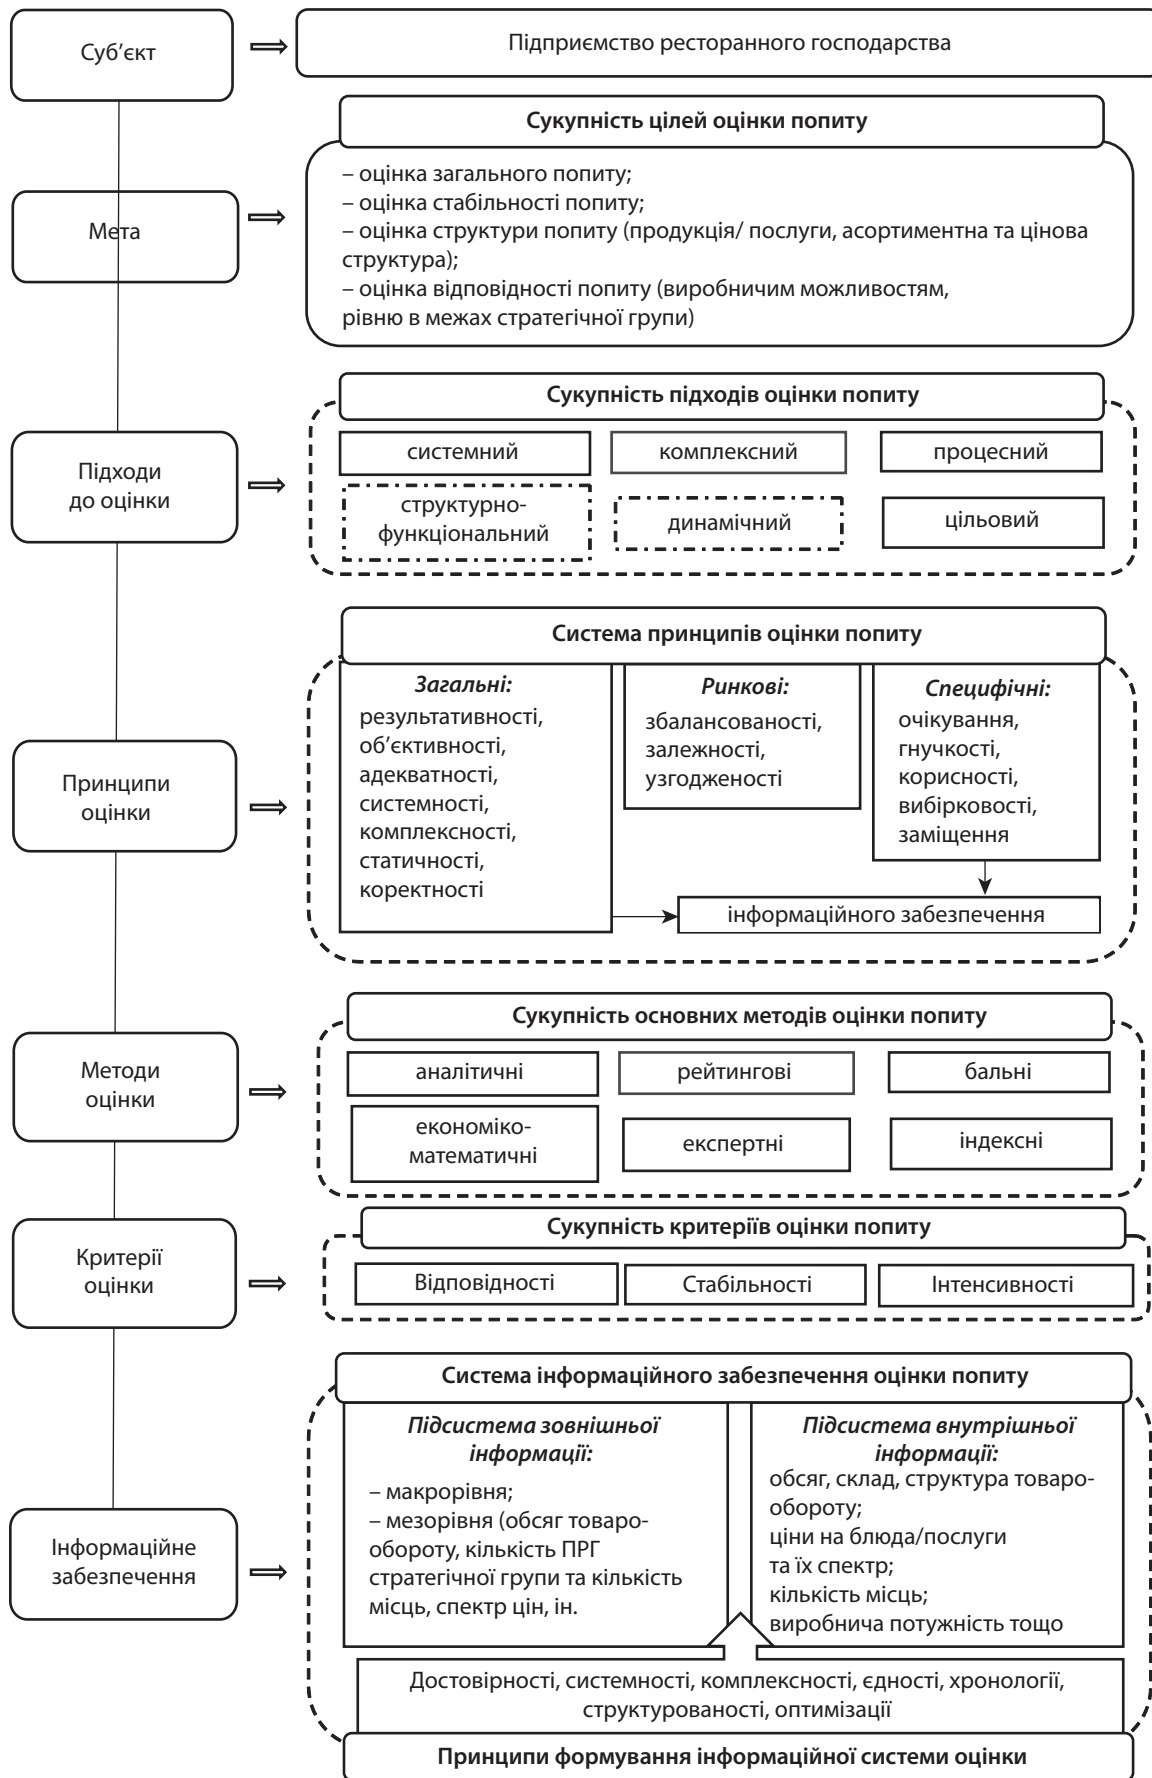 Суб’єкт
Підприємство ресторанного господарства
Сукупність цілей оцінки попиту
Мета
– оцінка загального попиту;
– оцінка стабільності попиту;
– оцінка структури попиту (продукція/ послуги, асортиментна та цінова
структура);
– оцінка відповідності попиту (виробничим можливостям,
рівню в межах стратегічної групи)
Сукупність підходів оцінки попиту
Підходи
до оцінки
системний
комплексний
процесний
структурно-
функціональний
динамічний
цільовий
Система принципів оцінки попиту
Принципи
оцінки
Загальні:
результативності,
об’єктивності,
адекватності,
системності,
комплексності,
статичності,
коректності
Ринкові:
збалансованості,
залежності,
узгодженості
Специфічні:
очікування,
гнучкості,
корисності,
вибірковості,
заміщення
інформаційного забезпечення
Сукупність основних методів оцінки попиту
Методи
оцінки
аналітичні
рейтингові
бальні
економіко-
математичні
експертні
індексні
Сукупність критеріїв оцінки попиту
Критерії
оцінки
Відповідності
Стабільності
Інтенсивності
Система інформаційного забезпечення оцінки попиту
Інформаційне
забезпечення
Підсистема зовнішньої
інформації:
– макрорівня;
– мезорівня (обсяг товаро-
обороту, кількість ПРГ
стратегічної групи та кількість
місць, спектр цін, ін.
Підсистема внутрішньої
інформації:
обсяг, склад, структура товаро-
обороту;
ціни на блюда/послуги
та їх спектр;
кількість місць;
виробнича потужність тощо
Достовірності, системності, комплексності, єдності, хронології,
структурованості, оптимізації
Принципи формування інформаційної системи оцінки